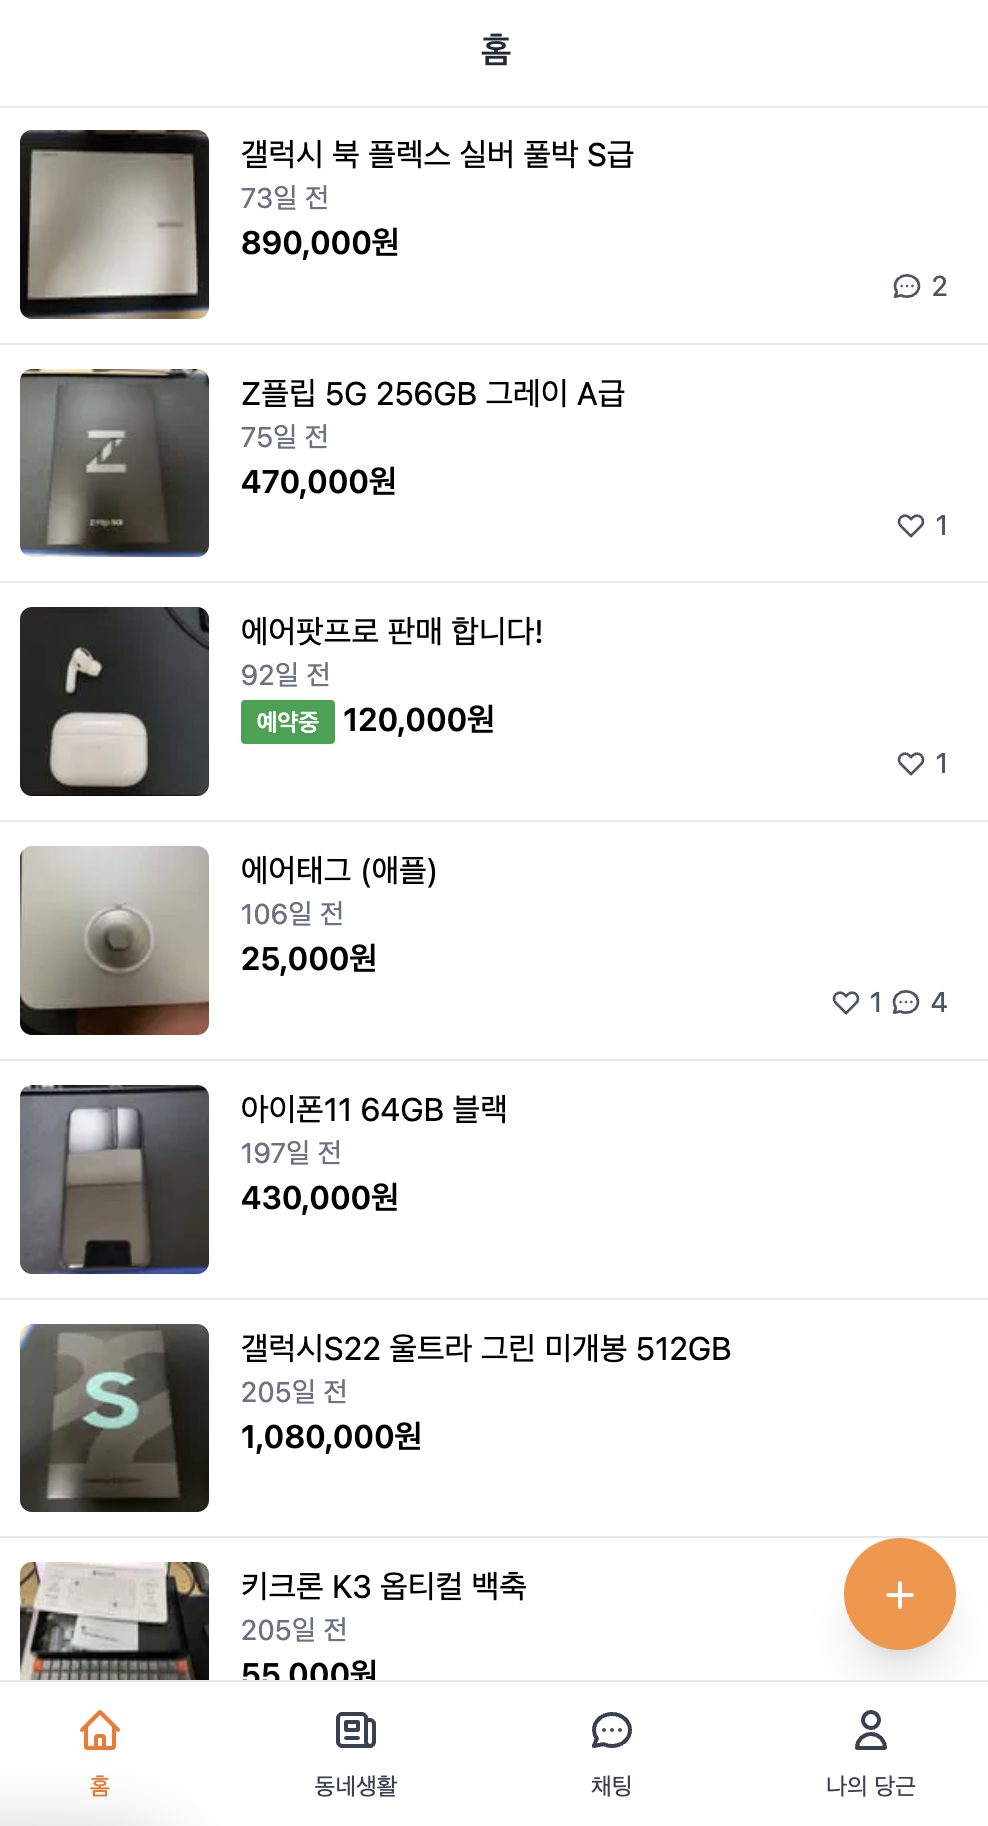 홈
갤럭시 북 플렉스 실버 풀박 S급
73일 전
890,000원
2
Z플립 5G 256GB 그레이 A급
75일 전
470,000원
1
Z
Z Flip 5G
에어팟프로 판매 합니다!
92일 전
예약중 120,000원
1
에어태그 (애플)
106일 전
25,000원
1 4
아이폰11 64GB 블랙
197일 전
430,000원
갤럭시S22 울트라 그린 미개봉 512GB
205일 전
1,080,000원
S
키크론 K3 옵티컬 백축
205일 전
55,000원
홈 동네생활 채팅 나의 당근